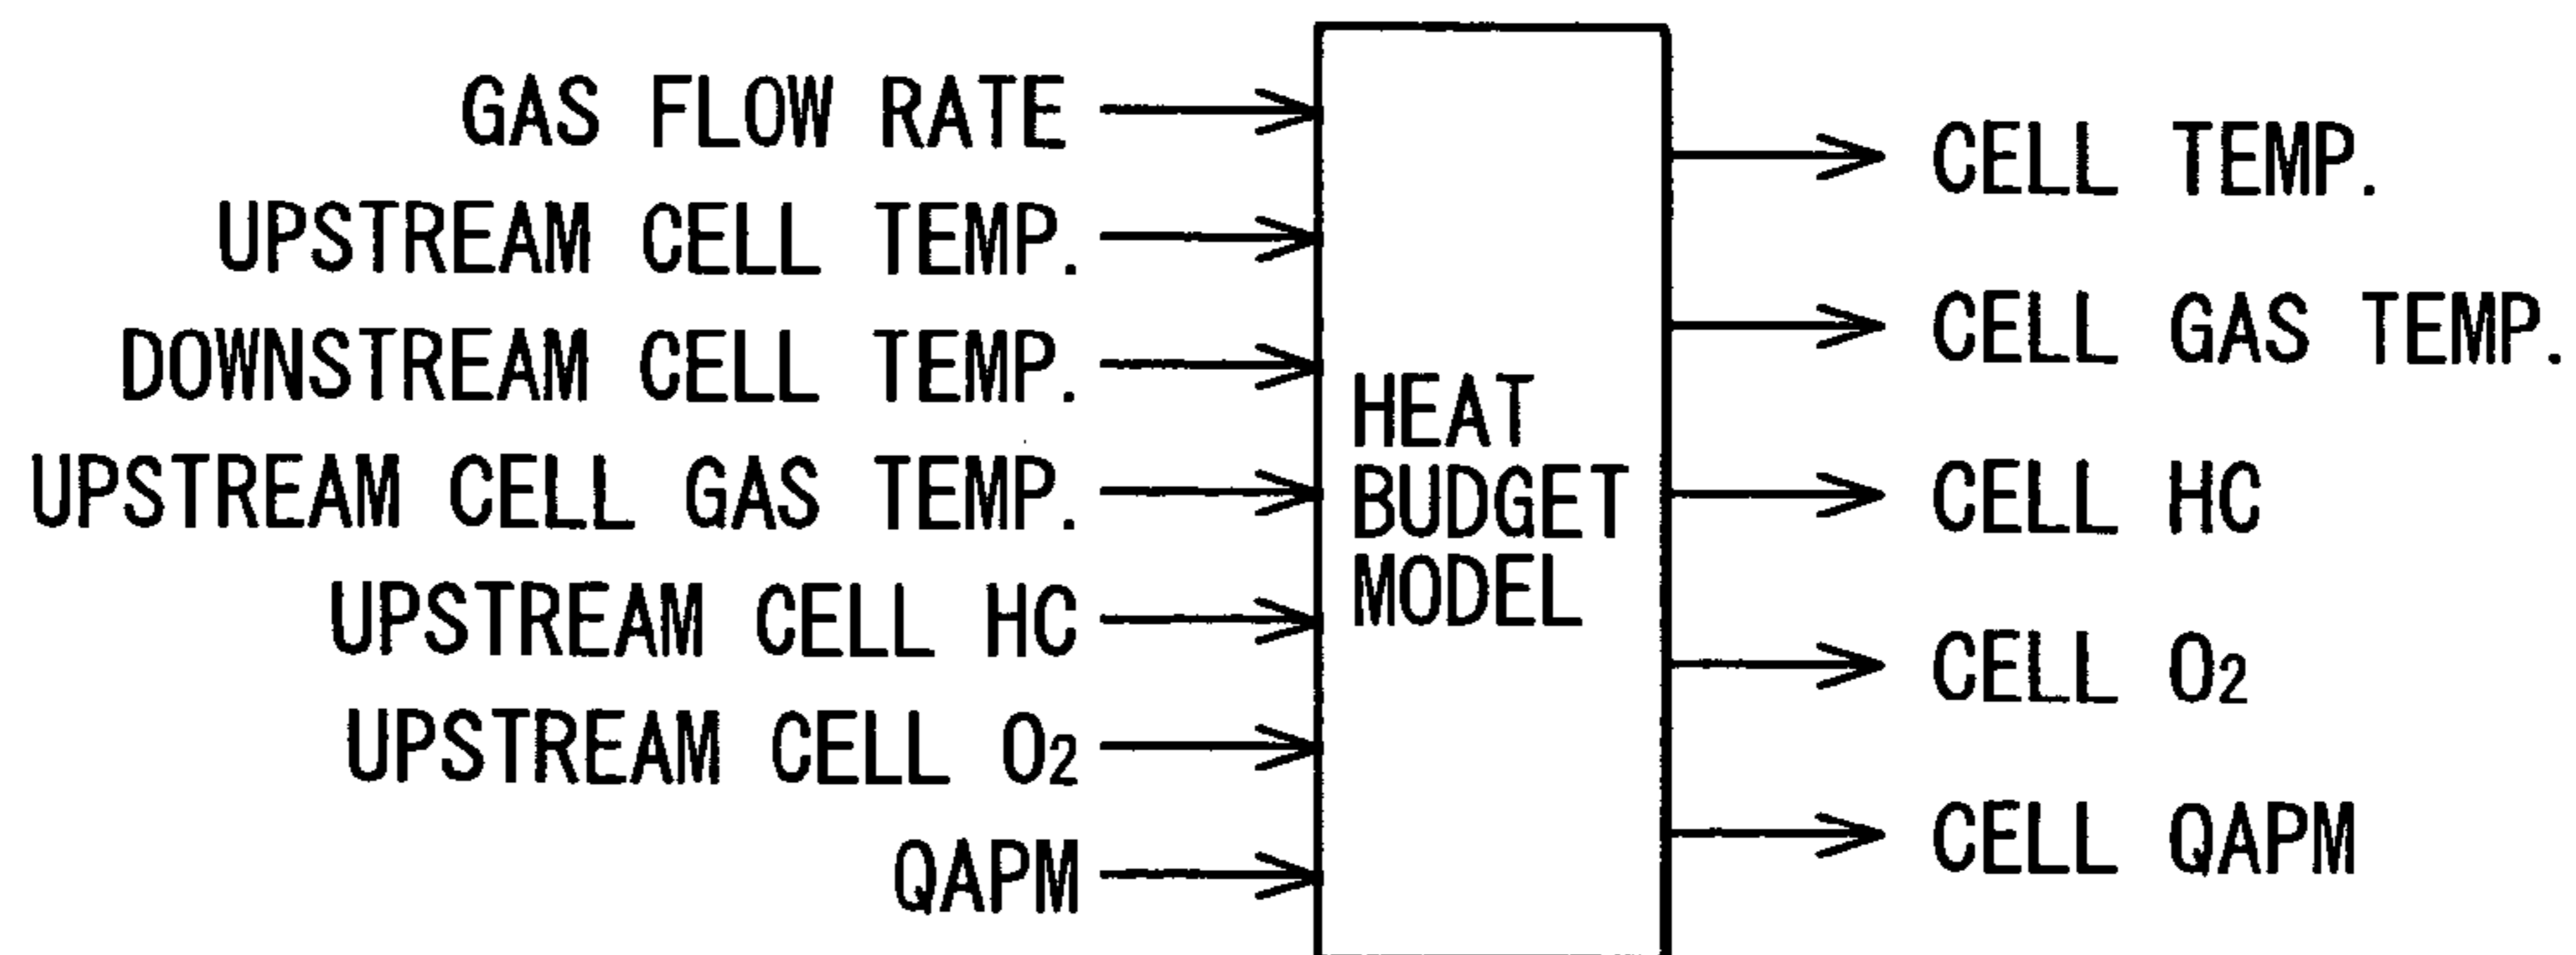 GAS FLOW RATE
UPSTREAM CELL TEMP.
DOWNSTREAM CELL TEMP.
UPSTREAM CELL GAS TEMP.
UPSTREAM CELL HC
UPSTREAM CELL O2
QAPM
HEAT
BUDGET
MODEL
CELL TEMP.
CELL GAS TEMP.
CELL HC
CELL O2
CELL QAPM